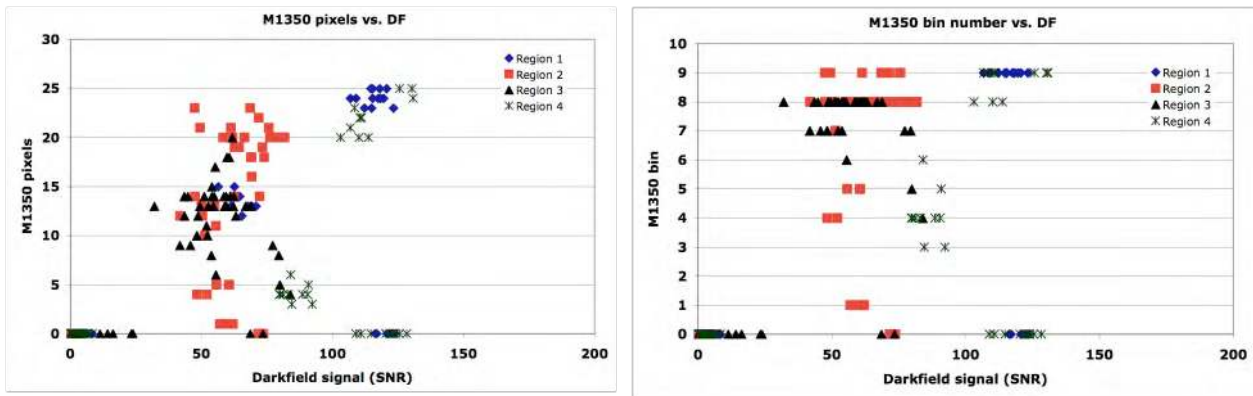 M1350 pixels vs. DF
30
25
20
15
10
5
0
M1350 pixels
0 50 100 150 200
Darkfield signal (SNR)
Region 1
Region 2
Region 3
Region 4
M1350 bin number vs. DF
10
9
8
7
6
5
4
3
2
1
0
M1350 bin
0 50 100 150 200
Darkfield signal (SNR)
Region 1
Region 2
Region 3
Region 4